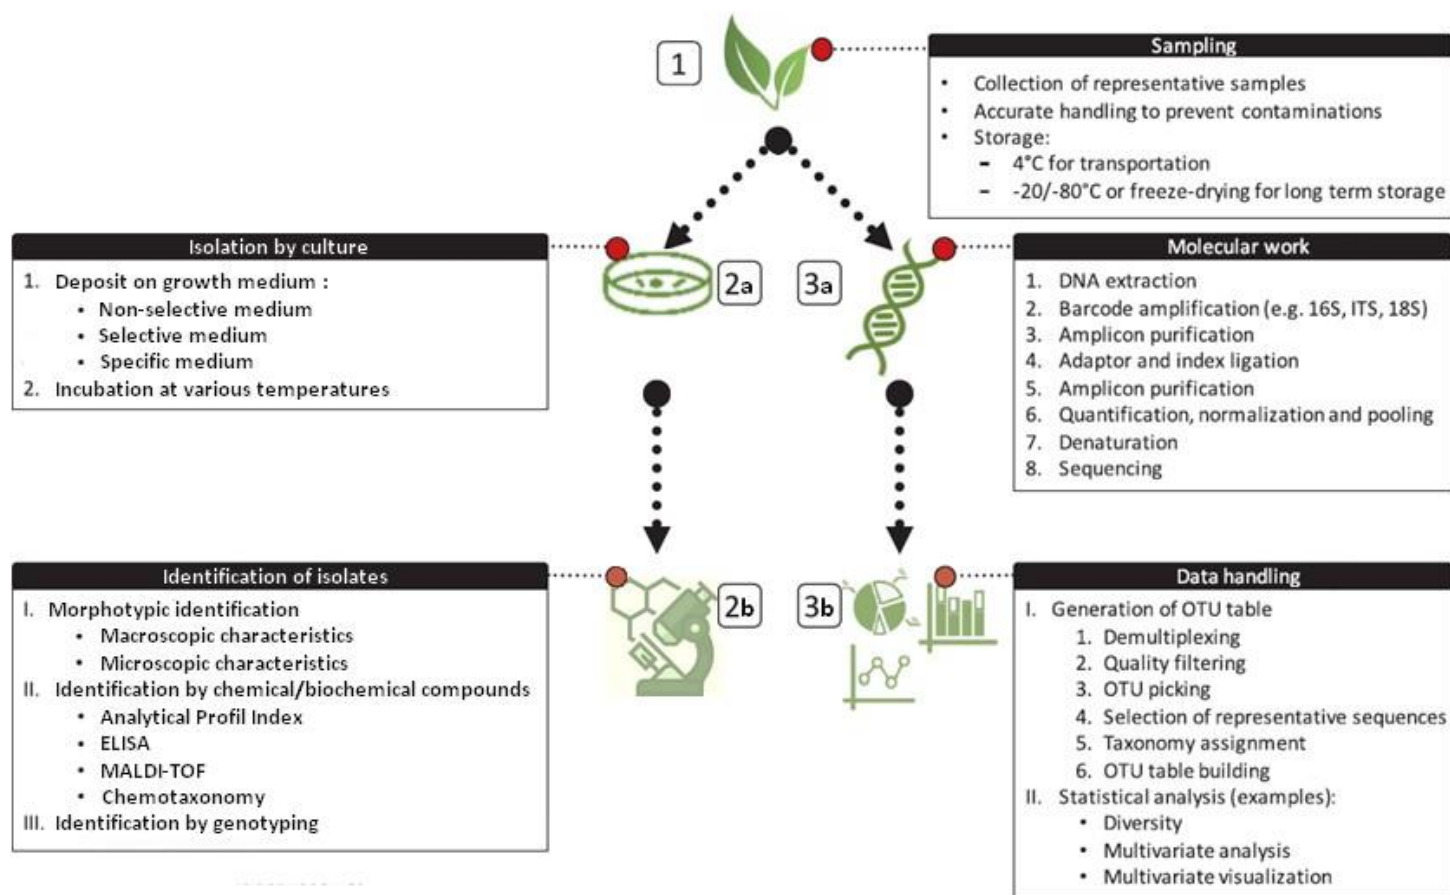 1
Sampling
• Collection of representative samples
• Accurate handling to prevent contaminations
• Storage:
- 4°C for transportation
- -20/-80°C or freeze-drying for long term storage
Isolation by culture
1. Deposit on growth medium :
• Non-selective medium
• Selective medium
• Specific medium
2. Incubation at various temperatures
2a
3a
Molecular work
1. DNA extraction
2. Barcode amplification (e.g. 16S, ITS, 18S)
3. Amplicon purification
4. Adaptor and index ligation
5. Amplicon purification
6. Quantification, normalization and pooling
7. Denaturation
8. Sequencing
Identification of isolates
I. Morphotypic identification
• Macroscopic characteristics
• Microscopic characteristics
II. Identification by chemical/biochemical compounds
• Analytical Profil Index
• ELISA
• MALDI-TOF
• Chemotaxonomy
III. Identification by genotyping
2b
3b
Data handling
I. Generation of OTU table
1. Demultiplexing
2. Quality filtering
3. OTU picking
4. Selection of representative sequences
5. Taxonomy assignment
6. OTU table building
II. Statistical analysis (examples):
• Diversity
• Multivariate analysis
• Multivariate visualization